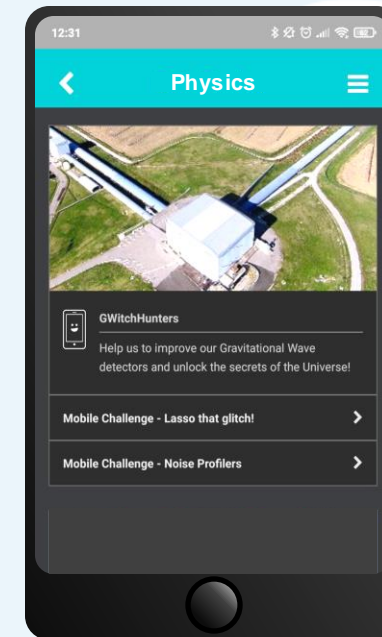 12:31
Physics
GWitchHunters
Help us to improve our Gravitational Wave
detectors and unlock the secrets of the Universe!
Mobile Challenge - Lasso that glitch!
Mobile Challenge - Noise Profilers